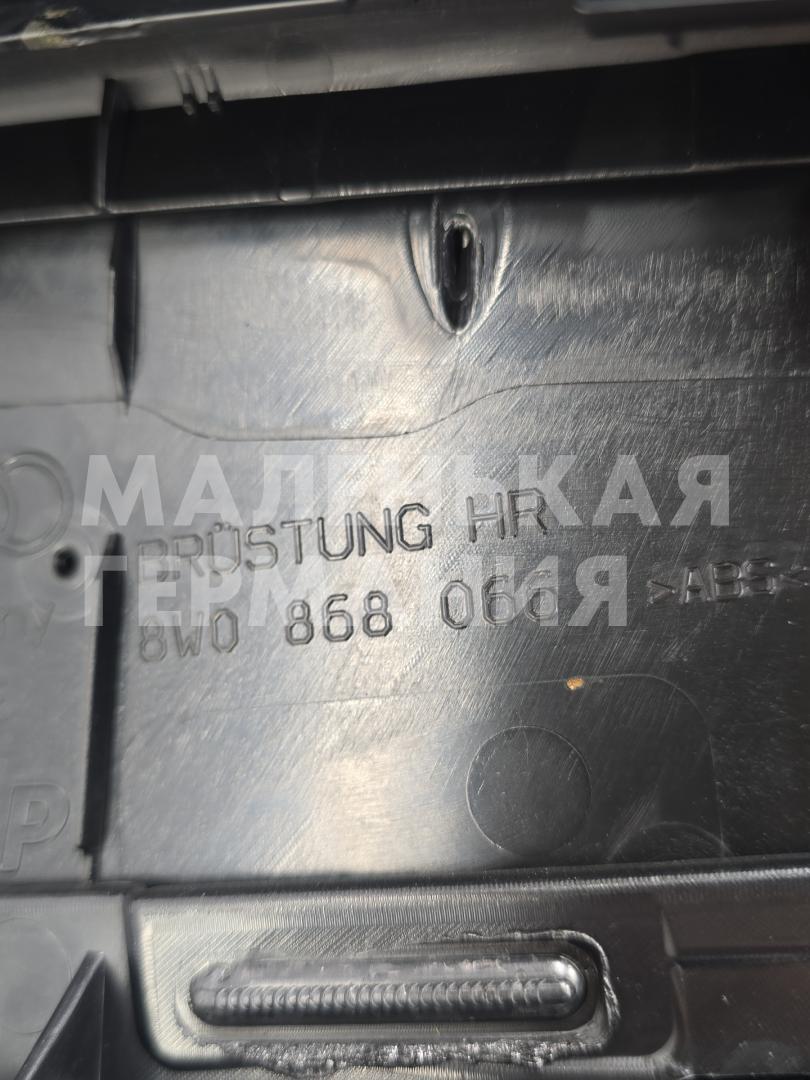 МАЛЕНЬКАЯ
BRÜSTUNG HR
ГЕРМАНИЯ
8W0 868 066
>ABS<
P